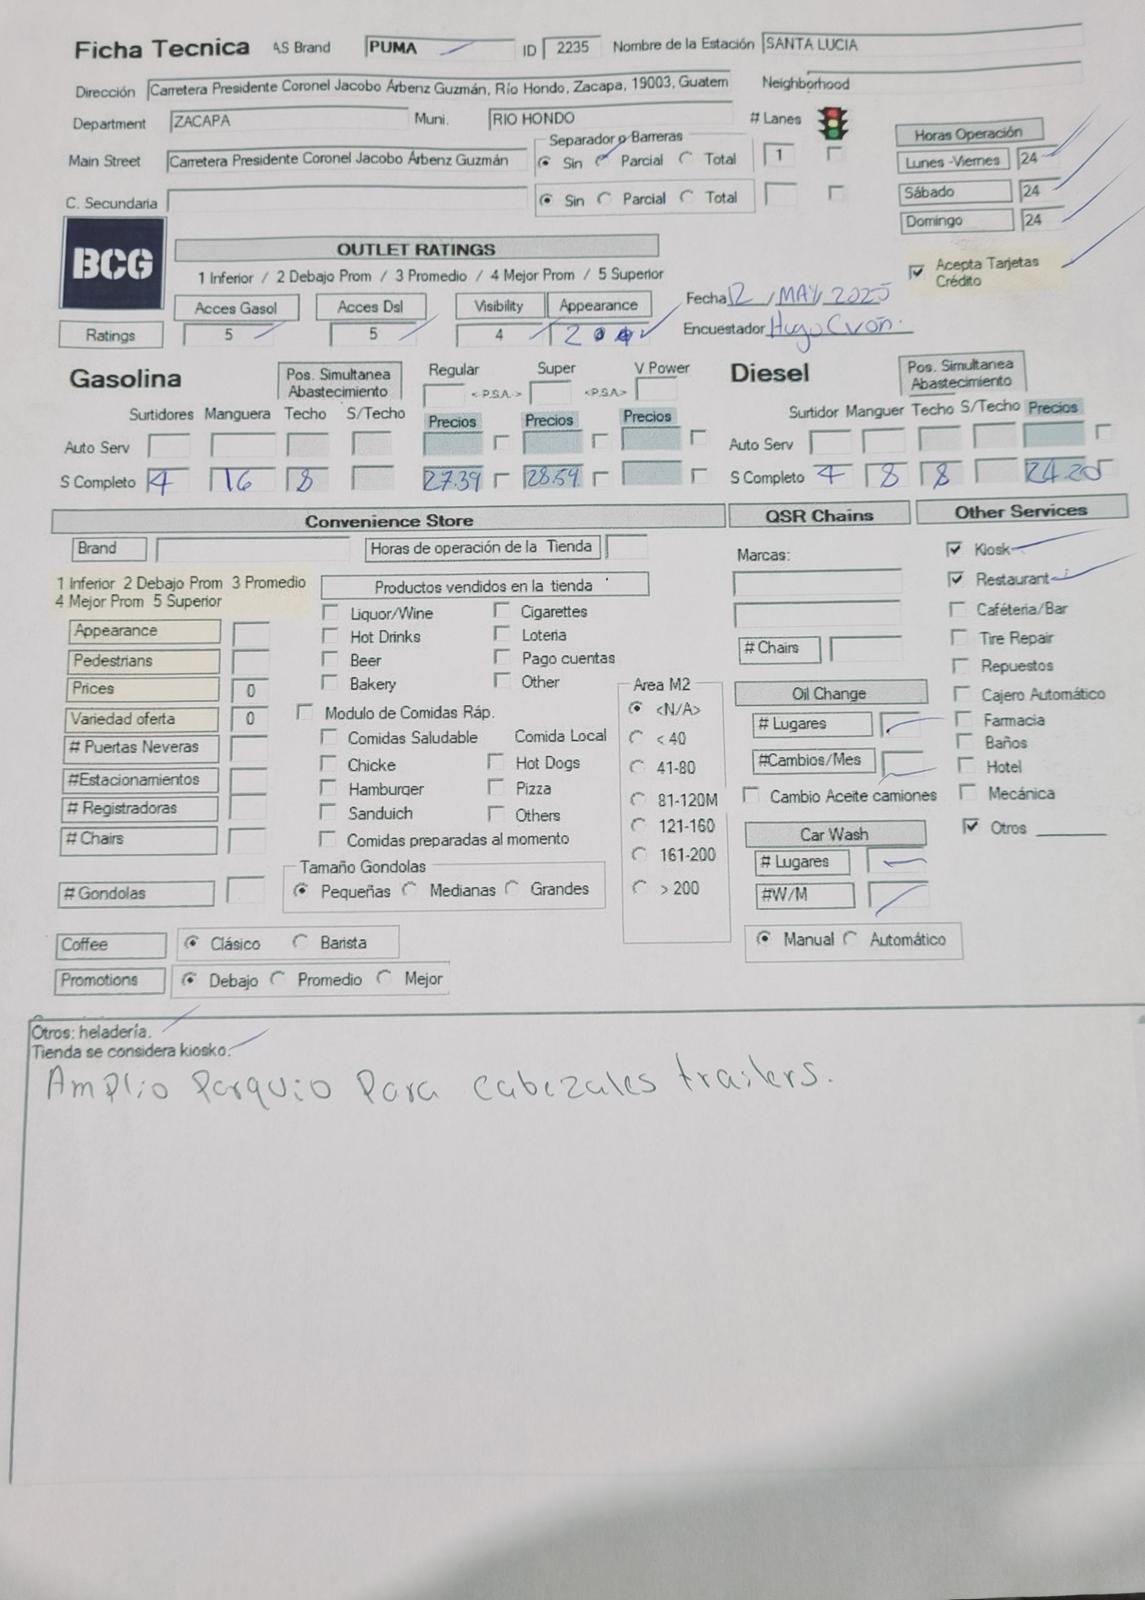 Ficha Tecnica AS Brand PUMA ID 2235 Nombre de la Estación SANTA LUCIA
Dirección Carretera Presidente Coronel Jacobo Árbenz Guzmán, Río Hondo, Zacapa, 19003, Guatem Neighborhood
Department ZACAPA Muni. RIO HONDO # Lanes
Separador o Barreras Horas Operación
Main Street Carretera Presidente Coronel Jacobo Árbenz Guzmán Sin Parcial Total 1 Lunes -Viernes 24
C. Secundaria Sin Parcial Total Sábado 24
Domingo 24
BCG OUTLET RATINGS
1 Inferior / 2 Debajo Prom / 3 Promedio / 4 Mejor Prom / 5 Superior Acepta Tarjetas
Crédito
Acces Gasol Acces Dsl Visibility Appearance Fecha 12 / MAY 2025
Ratings 5 5 4 2 Encuestador Hugo
Gasolina Pos. Simultanea
Abastecimiento Regular Super V Power Diesel Pos. Simultanea
Abastecimiento
<-P.S.A.-> <P.S.A>
Surtidores Manguera Techo S/Techo Precios Precios Precios Surtidor Manguer Techo S/Techo Precios
Auto Serv Auto Serv
S Completo 4 16 8 27.39 28.59 S Completo 4 8 8 24.20
Convenience Store QSR Chains Other Services
Brand Horas de operación de la Tienda Marcas: Kiosk
1 Inferior 2 Debajo Prom 3 Promedio Productos vendidos en la tienda Restaurant
4 Mejor Prom 5 Superior Liquor/Wine Cigarettes Caféteria/Bar
Appearance Hot Drinks Loteria # Chairs Tire Repair
Pedestrians Beer Pago cuentas Repuestos
Prices 0 Bakery Other Area M2 Oil Change Cajero Automático
Variedad oferta 0 Modulo de Comidas Ráp. <N/A> # Lugares Farmacia
# Puertas Neveras Comidas Saludable Comida Local < 40 #Cambios/Mes Baños
#Estacionamientos Chicke Hot Dogs 41-80 Hotel
# Registradoras Hamburger Pizza 81-120M Cambio Aceite camiones Mecánica
# Chairs Sanduich Others 121-160 Car Wash Otros
Comidas preparadas al momento 161-200 # Lugares
# Gondolas Tamaño Gondolas > 200 #W/M
Pequeñas Medianas Grandes
Coffee Clásico Barista Manual Automático
Promotions Debajo Promedio Mejor
Otros: heladería.
Tienda se considera kiosko.
Amplio Parquio Para cabezales trailers.